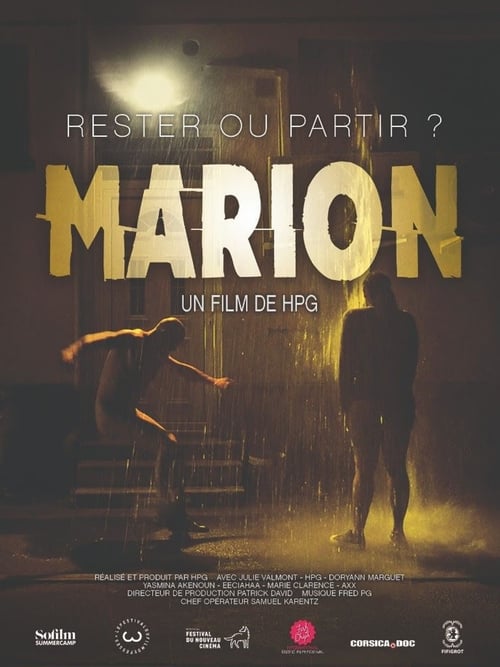 RESTER OU PARTIR ?
MARION
UN FILM DE HPG
RÉALISÉ ET PRODUIT PAR HPG AVEC JULIE VALMONT - HPG - DORYANN MARGUET
YASMINA AKENOUN - EECIAHAA - MARIE CLARENCE - AXX
DIRECTEUR DE PRODUCTION PATRICK DAVID MUSIQUE FRED PG
CHEF OPÉRATEUR SAMUEL KARENTZ
Sofilm
SUMMERCAMP
FESTIVAL
DU NOUVEAU
CINÉMA
CORSICA.DOC
FIFIGROT